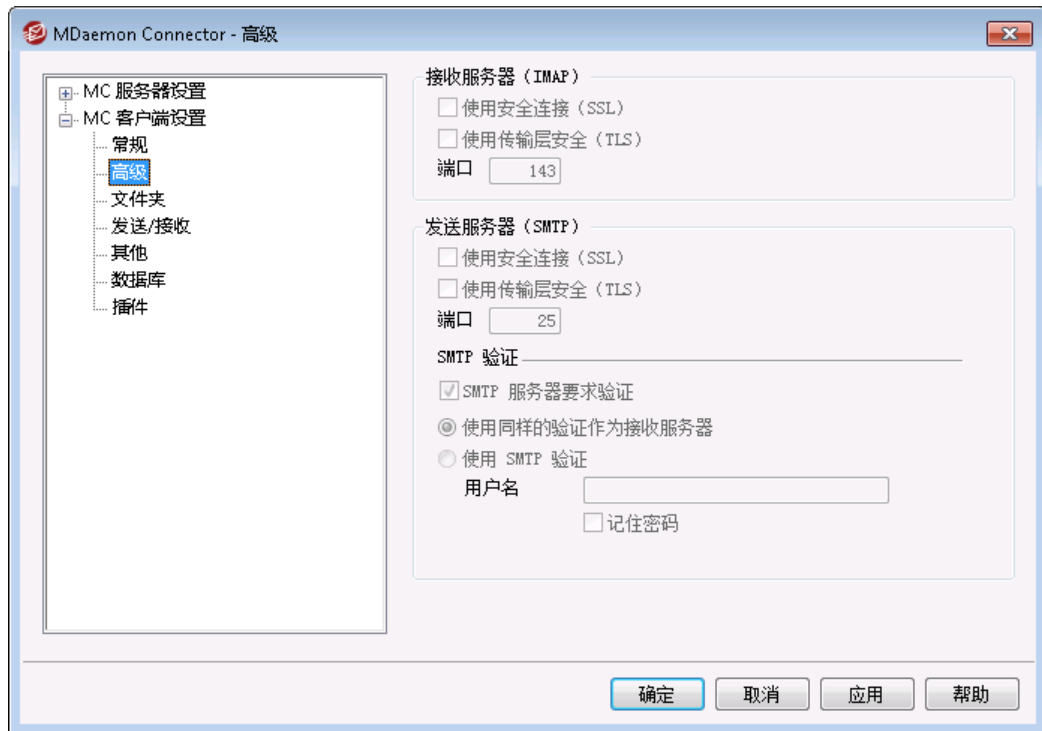 MDaemon Connector - 高级
MC 服务器设置
MC 客户端设置
常规
高级
文件夹
发送/接收
其他
数据库
插件
接收服务器（IMAP）
使用安全连接（SSL）
使用传输层安全（TLS）
端口 143
发送服务器（SMTP）
使用安全连接（SSL）
使用传输层安全（TLS）
端口 25
SMTP 验证
SMTP 服务器要求验证
使用同样的验证作为接收服务器
使用 SMTP 验证
用户名
记住密码
确定 取消 应用 帮助